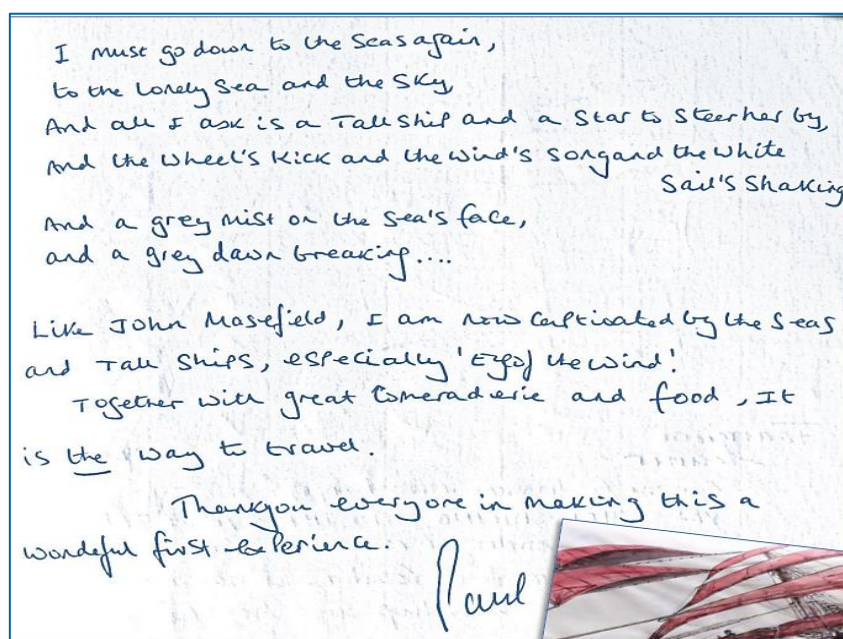 I must go down to the Seas again,
to the Lonely Sea and the Sky,
And all I ask is a Tall Ship and a Star to Steer her by,
And the Wheel's Kick and the Wind's Song and the White
Sail's Shaking
And a grey mist on the Sea's face,
and a grey dawn breaking....
Like John Masefield, I am now Captivated by the Seas
and Tall Ships, especially 'Eye of the Wind'.
Together with great Comeraderie and food, It
is the way to travel.
Thankyou everyone in making this a
wondeful first experience.
Paul